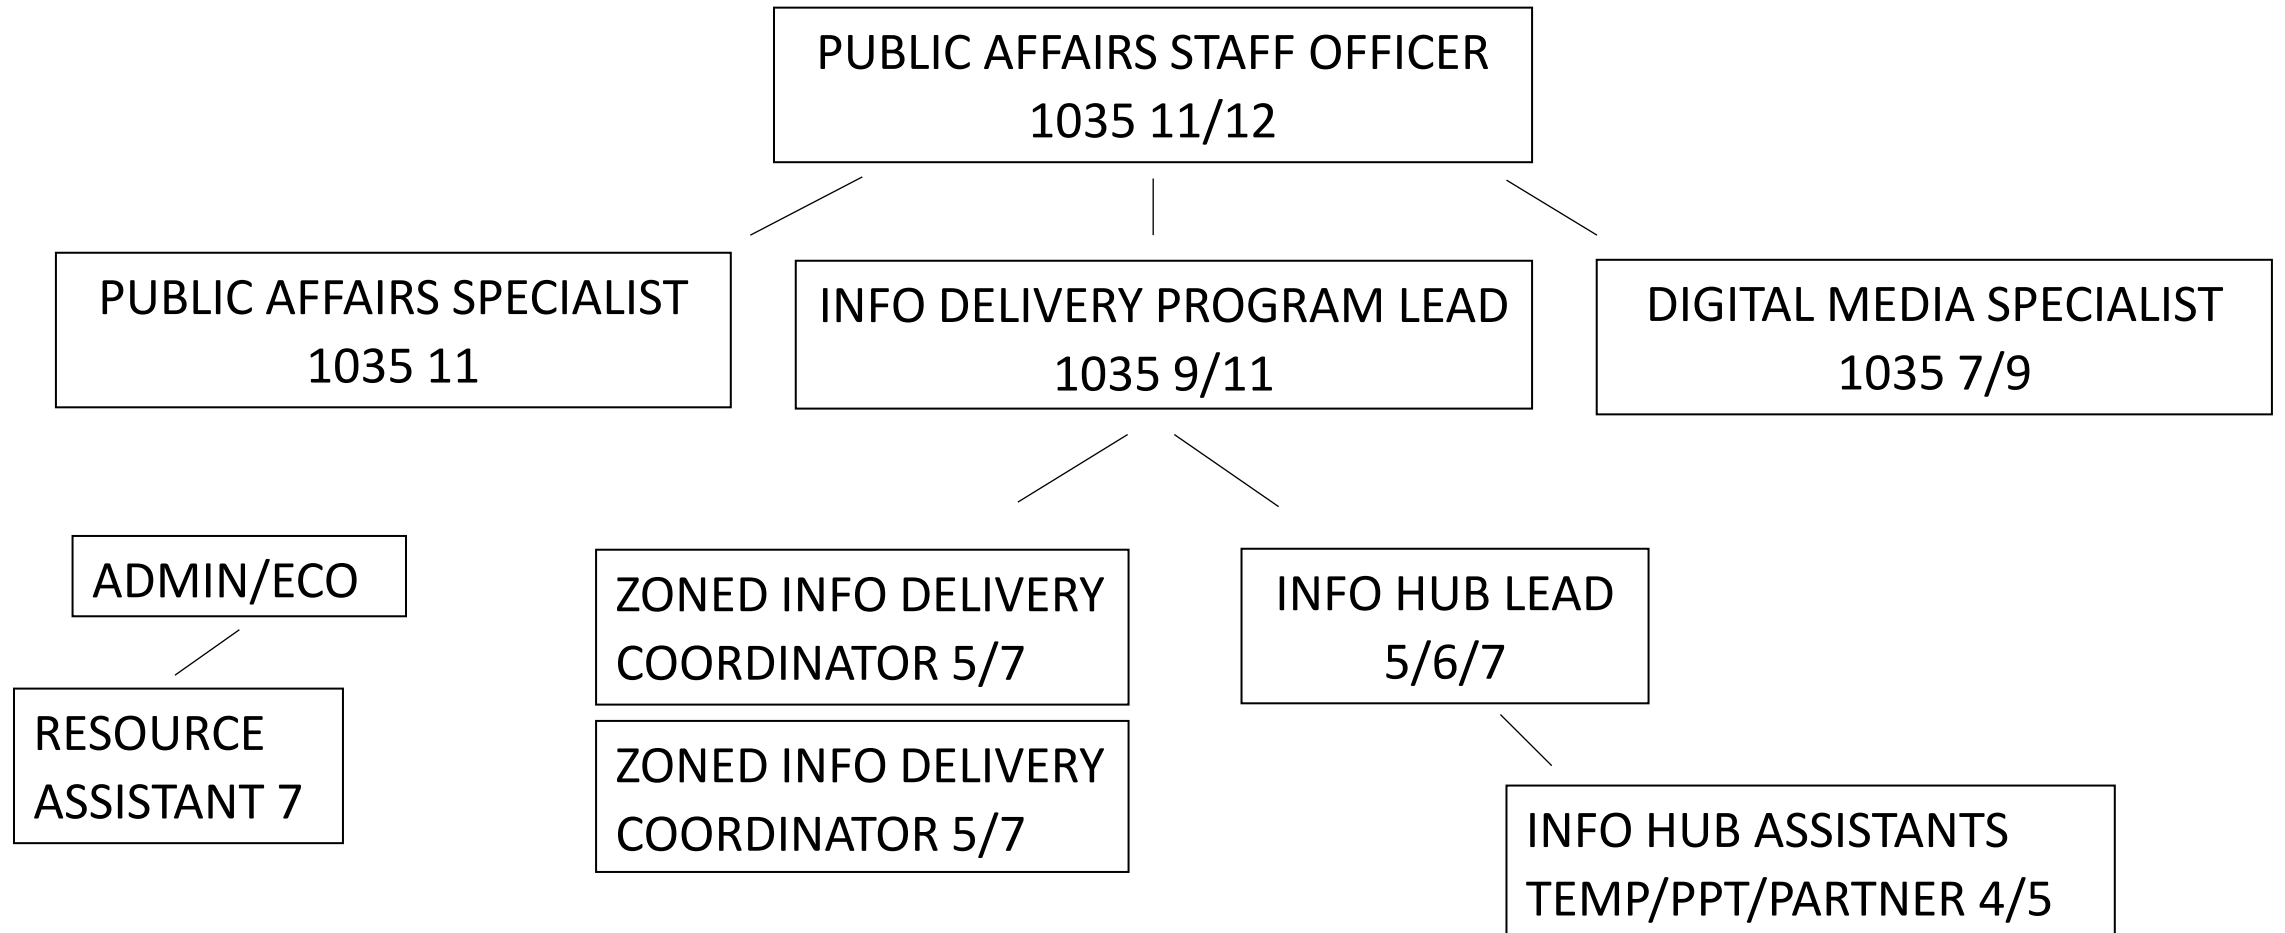 PUBLIC AFFAIRS STAFF OFFICER
1035 11/12
PUBLIC AFFAIRS SPECIALIST
1035 11
INFO DELIVERY PROGRAM LEAD
1035 9/11
DIGITAL MEDIA SPECIALIST
1035 7/9
ADMIN/ECO
RESOURCE
ASSISTANT 7
ZONED INFO DELIVERY
COORDINATOR 5/7
ZONED INFO DELIVERY
COORDINATOR 5/7
INFO HUB LEAD
5/6/7
INFO HUB ASSISTANTS
TEMP/PPT/PARTNER 4/5